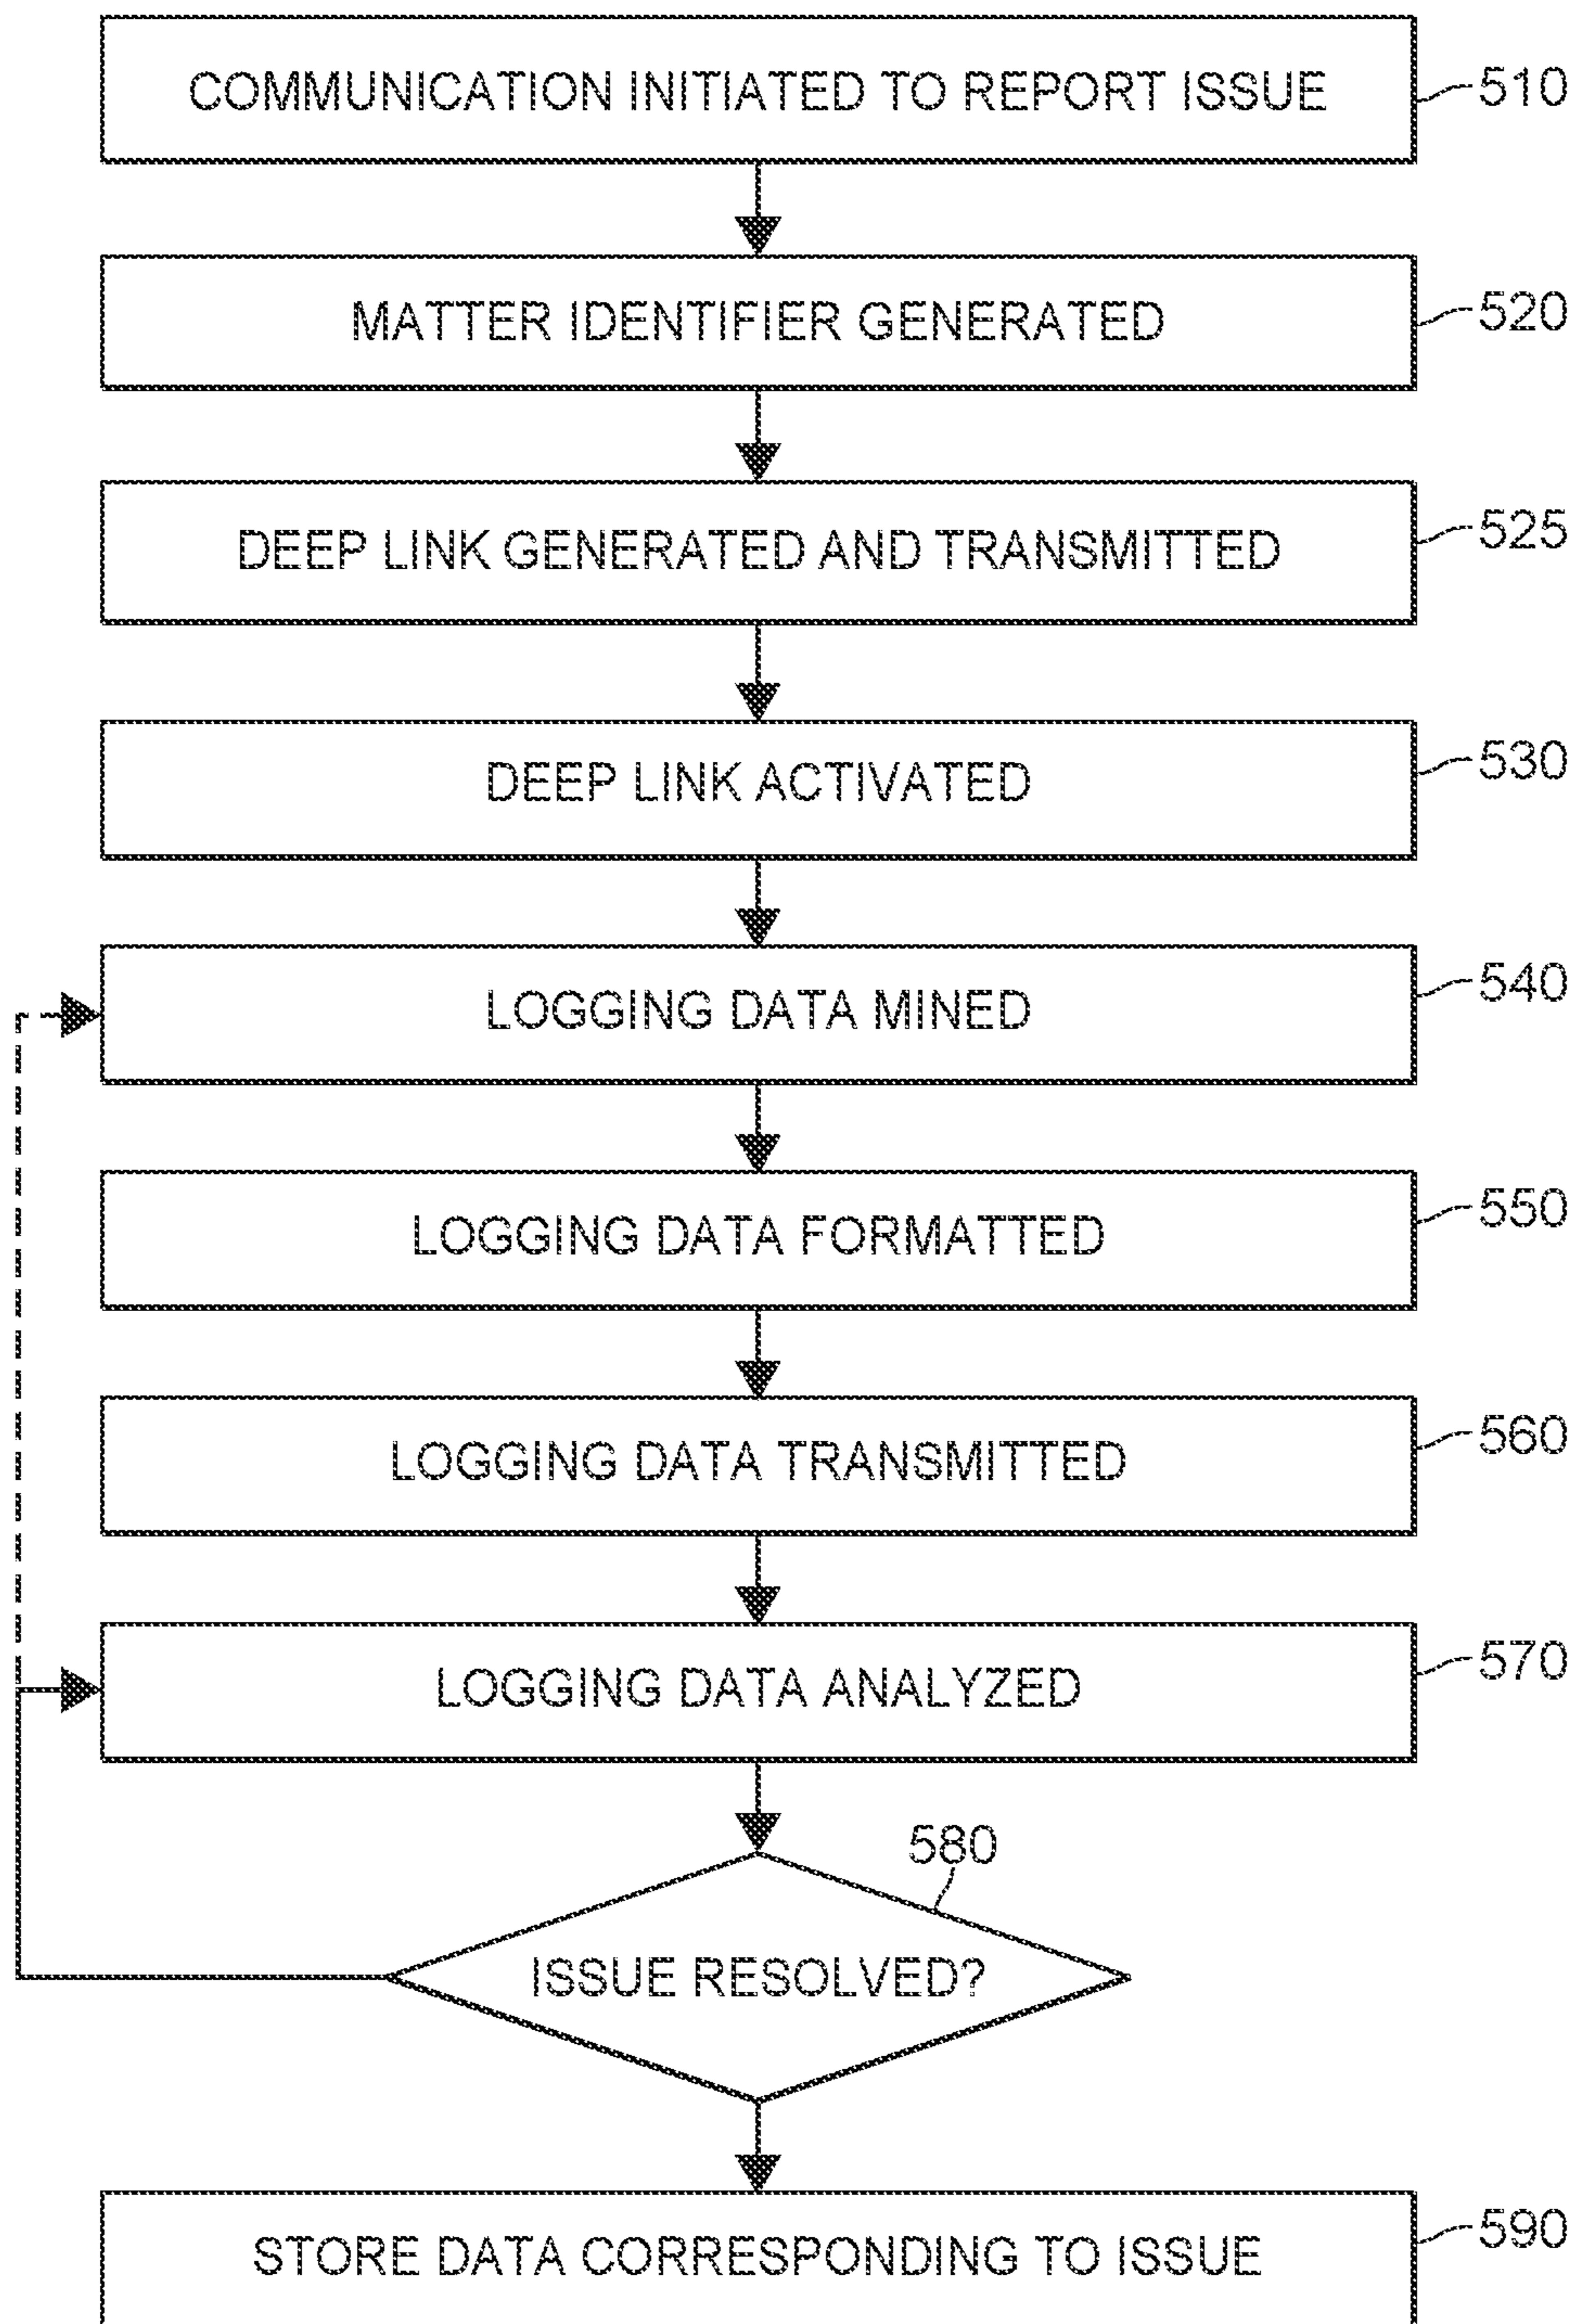 COMMUNICATION INITIATED TO REPORT ISSUE 510
MATTER IDENTIFIER GENERATED 520
DEEP LINK GENERATED AND TRANSMITTED 525
DEEP LINK ACTIVATED 530
LOGGING DATA MINED 540
LOGGING DATA FORMATTED 550
LOGGING DATA TRANSMITTED 560
LOGGING DATA ANALYZED 570
580
ISSUE RESOLVED?
STORE DATA CORRESPONDING TO ISSUE 590